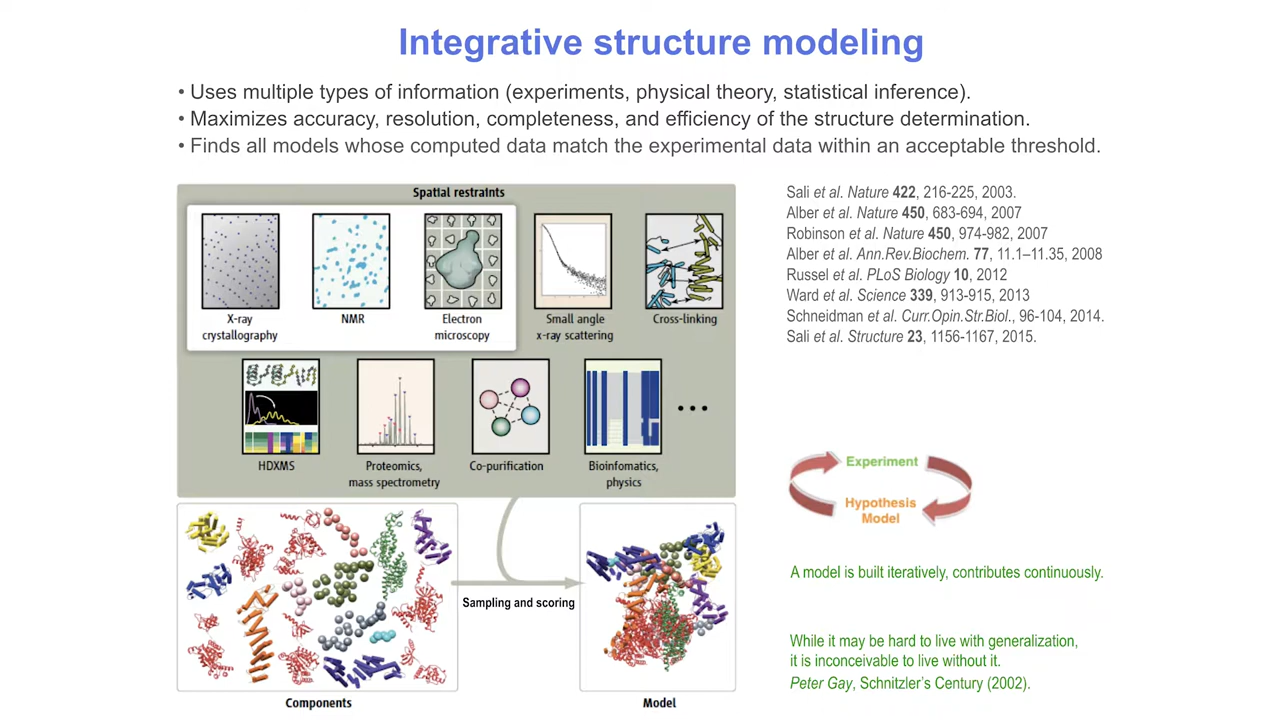 Integrative structure modeling
• Uses multiple types of information (experiments, physical theory, statistical inference).
• Maximizes accuracy, resolution, completeness, and efficiency of the structure determination.
• Finds all models whose computed data match the experimental data within an acceptable threshold.
Spatial restraints
X-ray
crystallography
NMR
Electron
microscopy
Small angle
x-ray scattering
Cross-linking
HDXMS
Proteomics,
mass spectrometry
Co-purification
Bioinfomatics,
physics
...
Sampling and scoring
Components
Model
Sali et al. Nature 422, 216-225, 2003.
Alber et al. Nature 450, 683-694, 2007
Robinson et al. Nature 450, 974-982, 2007
Alber et al. Ann.Rev.Biochem. 77, 11.1–11.35, 2008
Russel et al. PLoS Biology 10, 2012
Ward et al. Science 339, 913-915, 2013
Schneidman et al. Curr.Opin.Str.Biol., 96-104, 2014.
Sali et al. Structure 23, 1156-1167, 2015.
Experiment
Hypothesis
Model
A model is built iteratively, contributes continuously.
While it may be hard to live with generalization,
it is inconceivable to live without it.
Peter Gay, Schnitzler's Century (2002).